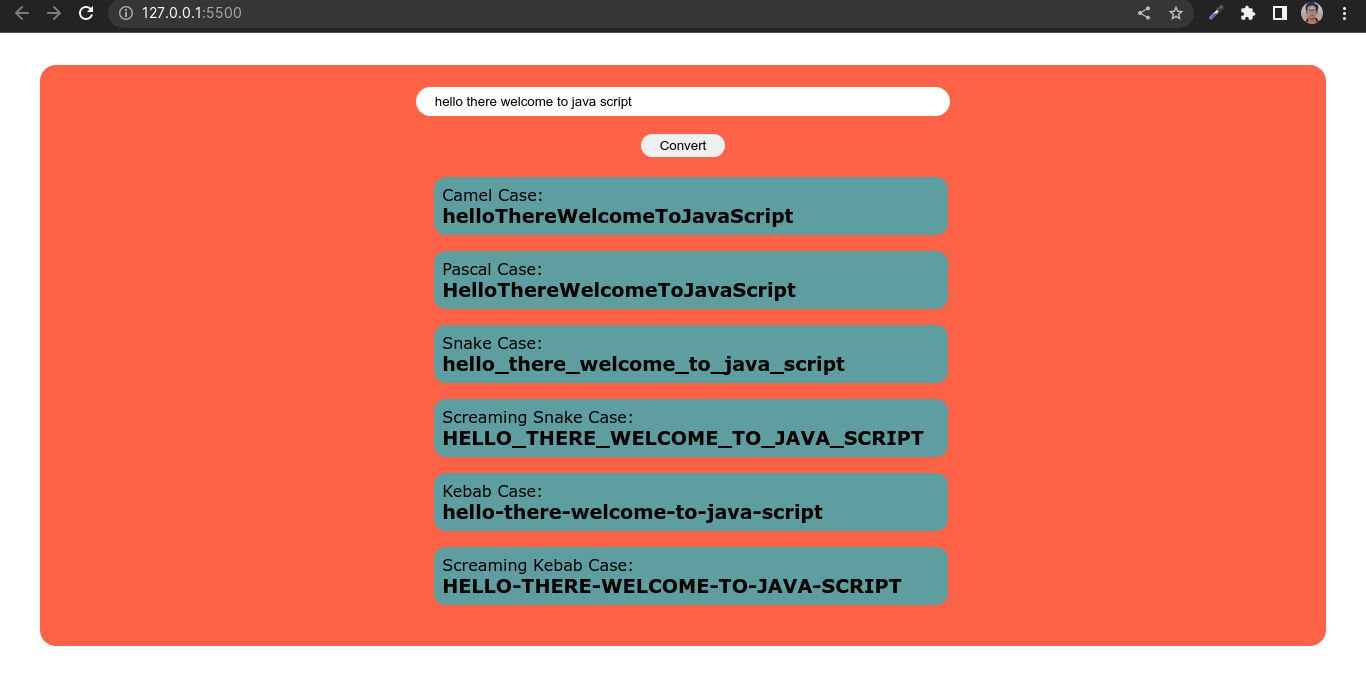 127.0.0.1:5500
hello there welcome to java script
Convert
Camel Case:
helloThereWelcomeToJavaScript
Pascal Case:
HelloThereWelcomeToJavaScript
Snake Case:
hello_there_welcome_to_java_script
Screaming Snake Case:
HELLO_THERE_WELCOME_TO_JAVA_SCRIPT
Kebab Case:
hello-there-welcome-to-java-script
Screaming Kebab Case:
HELLO-THERE-WELCOME-TO-JAVA-SCRIPT